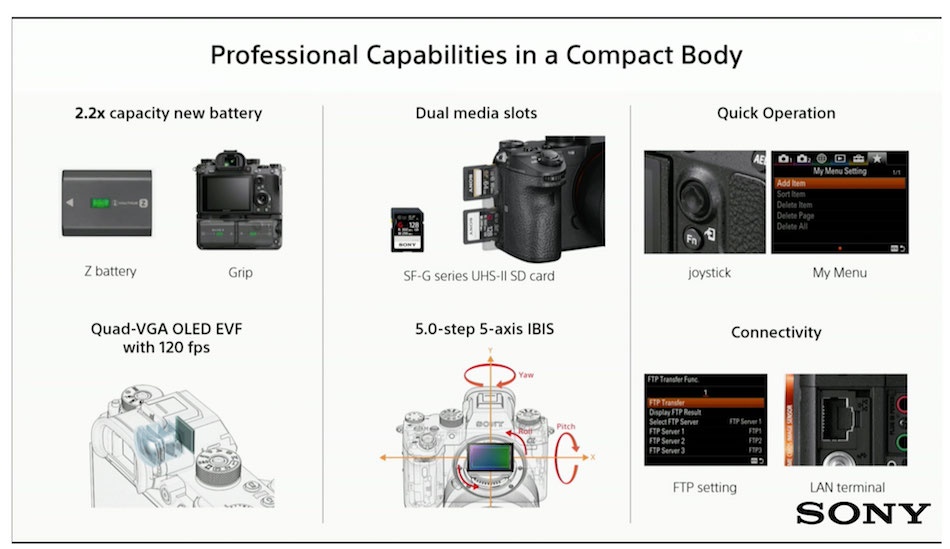 Professional Capabilities in a Compact Body
2.2x capacity new battery
Z battery
Grip
Dual media slots
SONY
128
SONY
SF-G series UHS-II SD card
Quick Operation
AEL
Fn
joystick
My Menu Setting
1/1
Add Item
Sort Item
Delete Item
Delete Page
Delete All
My Menu
Quad-VGA OLED EVF
with 120 fps
5.0-step 5-axis IBIS
Y
Yaw
SONY
Roll
Pitch
X
Connectivity
FTP Transfer Func.
1
FTP Transfer
Display FTP Result
Select FTP Server FTP Server 1
FTP Server 1 FTP1
FTP Server 2 FTP2
FTP Server 3 FTP3
FTP setting
LAN terminal
SONY